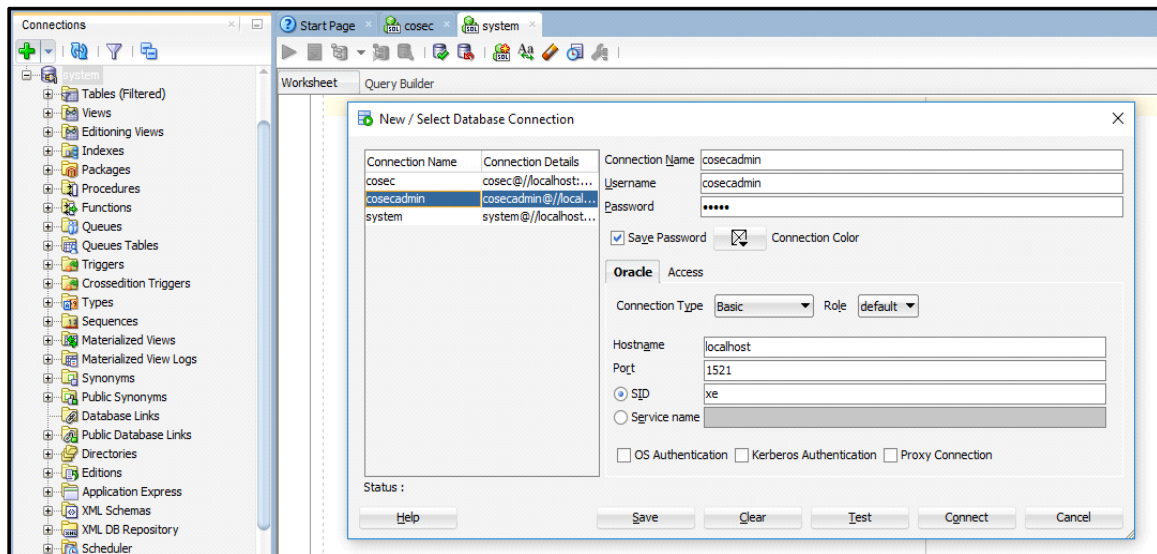 Connections
Start Page
cosec
system
system
Tables (Filtered)
Views
Editioning Views
Indexes
Packages
Procedures
Functions
Queues
Queues Tables
Triggers
Crossedition Triggers
Types
Sequences
Materialized Views
Materialized View Logs
Synonyms
Public Synonyms
Database Links
Public Database Links
Directories
Editions
Application Express
XML Schemas
XML DB Repository
Scheduler
Worksheet Query Builder
New / Select Database Connection
Connection Name Connection Details
cosec cosec@//localhost:...
cosecadmin cosecadmin@//local...
system system@//localhost...
Connection Name cosecadmin
Username cosecadmin
Password •••••
Save Password Connection Color
Oracle Access
Connection Type Basic Role default
Hostname localhost
Port 1521
SID xe
Service name
OS Authentication Kerberos Authentication Proxy Connection
Status :
Help Save Clear Test Connect Cancel